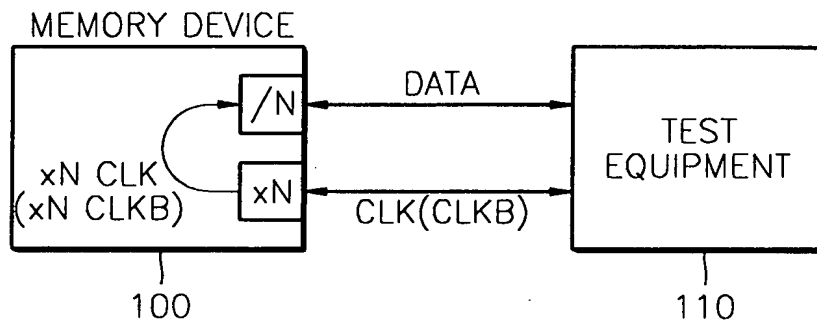 MEMORY DEVICE
/N
DATA
xN CLK
(xN CLKB)
xN
CLK(CLKB)
TEST
EQUIPMENT
100
110